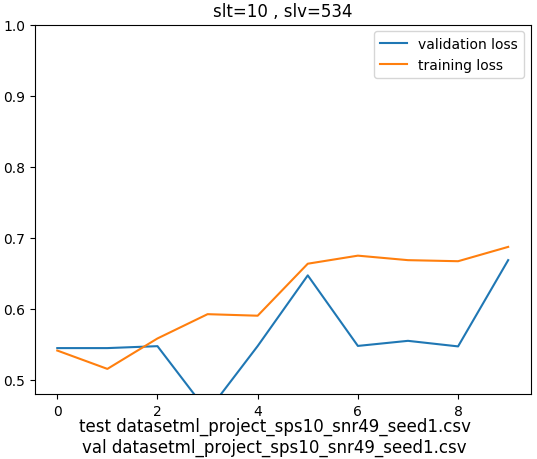 slt=10 , slv=534
1.0
validation loss
training loss
0.9
0.8
0.7
0.6
0.5
0 2 4 6 8
test datasetml_project_sps10_snr49_seed1.csv
val datasetml_project_sps10_snr49_seed1.csv